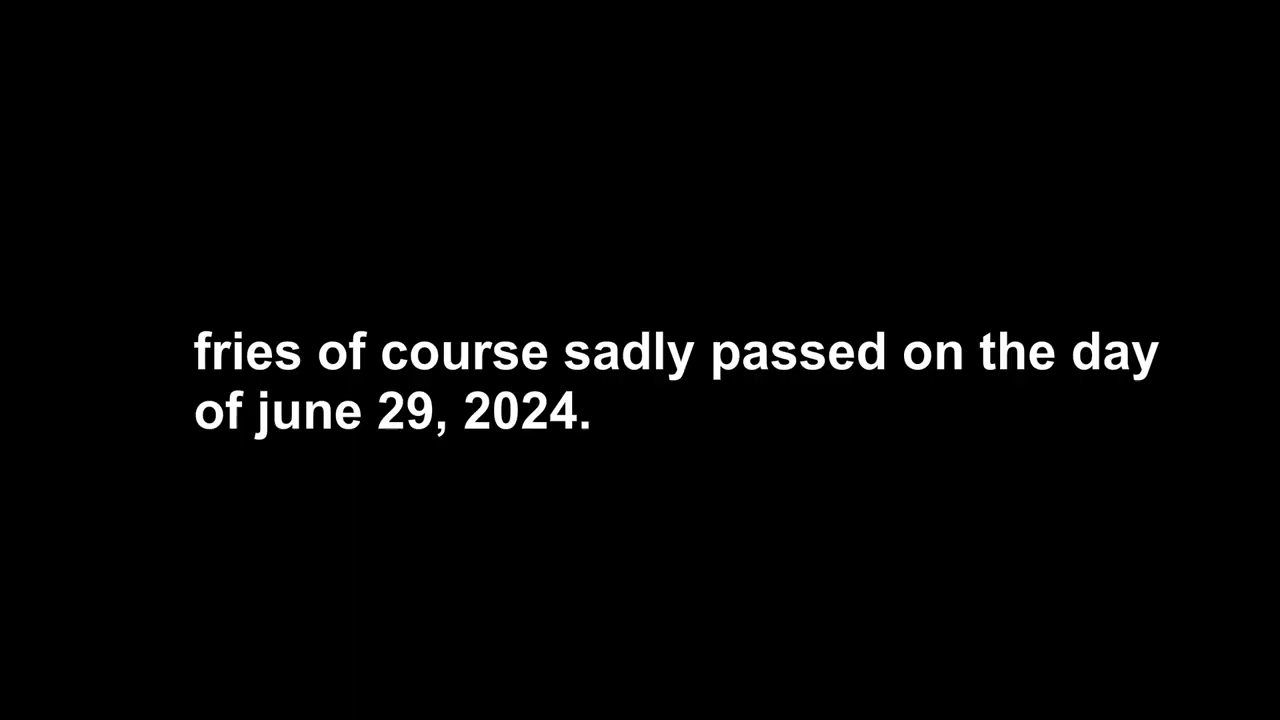 fries of course sadly passed on the day
of june 29, 2024.